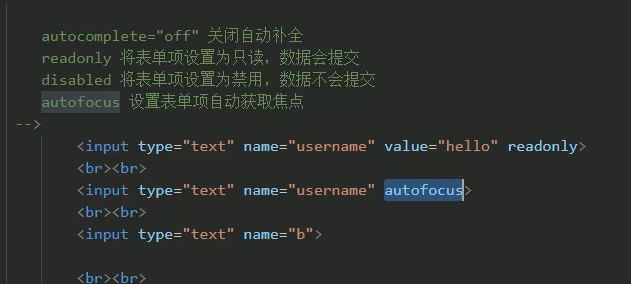 autocomplete="off" 关闭自动补全
readonly 将表单项设置为只读，数据会提交
disabled 将表单项设置为禁用，数据不会提交
autofocus 设置表单项自动获取焦点
-->
<input type="text" name="username" value="hello" readonly>
<br><br>
<input type="text" name="username" autofocus>
<br><br>
<input type="text" name="b">
<br><br>